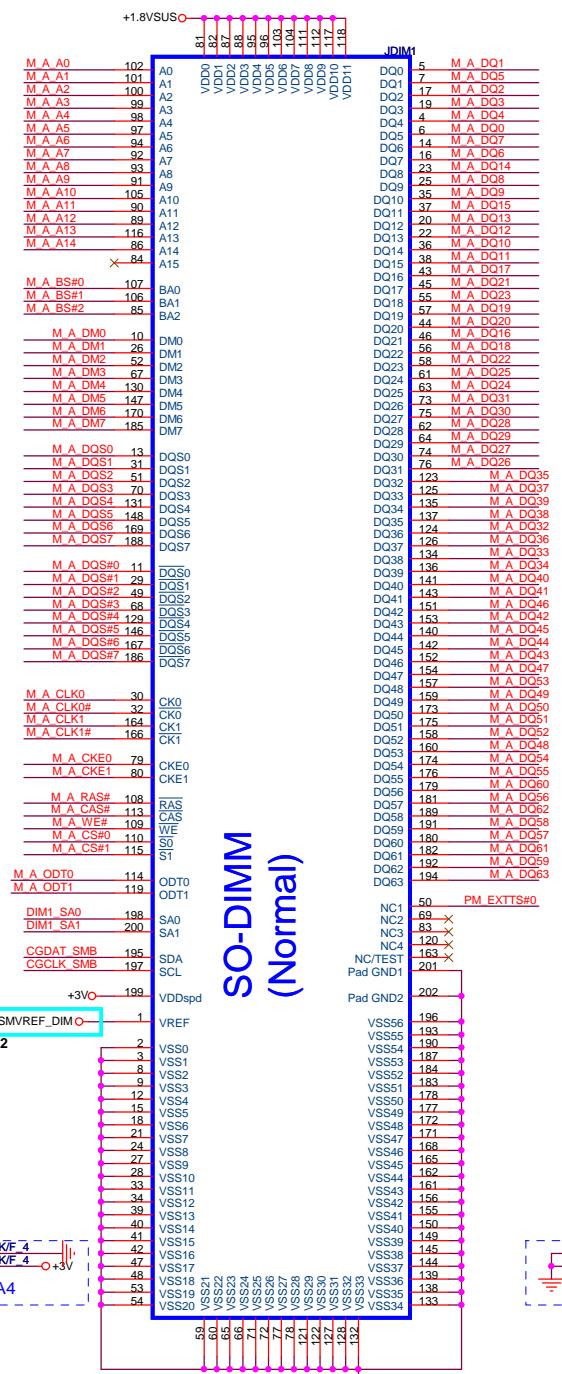 +1.8VSUS
81 82 87 88 95 96 103 104 111 112 117 118
VDD0 VDD1 VDD2 VDD3 VDD4 VDD5 VDD6 VDD7 VDD8 VDD9 VDD10 VDD11
JDIM1
M_A_A0 102 A0
M_A_A1 101 A1
M_A_A2 100 A2
M_A_A3 99 A3
M_A_A4 98 A4
M_A_A5 97 A5
M_A_A6 94 A6
M_A_A7 92 A7
M_A_A8 93 A8
M_A_A9 91 A9
M_A_A10 105 A10
M_A_A11 90 A11
M_A_A12 89 A12
M_A_A13 116 A13
M_A_A14 86 A14
84 A15
M_A_BS#0 107 BA0
M_A_BS#1 106 BA1
M_A_BS#2 85 BA2
M_A_DM0 10 DM0
M_A_DM1 26 DM1
M_A_DM2 52 DM2
M_A_DM3 67 DM3
M_A_DM4 130 DM4
M_A_DM5 147 DM5
M_A_DM6 170 DM6
M_A_DM7 185 DM7
M_A_DQS0 13 DQS0
M_A_DQS1 31 DQS1
M_A_DQS2 51 DQS2
M_A_DQS3 70 DQS3
M_A_DQS4 131 DQS4
M_A_DQS5 148 DQS5
M_A_DQS6 169 DQS6
M_A_DQS7 188 DQS7
M_A_DQS#0 11 DQS0
M_A_DQS#1 29 DQS1
M_A_DQS#2 49 DQS2
M_A_DQS#3 68 DQS3
M_A_DQS#4 129 DQS4
M_A_DQS#5 146 DQS5
M_A_DQS#6 167 DQS6
M_A_DQS#7 186 DQS7
M_A_CLK0 30 CK0
M_A_CLK0# 32 CK0
M_A_CLK1 164 CK1
M_A_CLK1# 166 CK1
M_A_CKE0 79 CKE0
M_A_CKE1 80 CKE1
M_A_RAS# 108 RAS
M_A_CAS# 113 CAS
M_A_WE# 109 WE
M_A_CS#0 110 S0
M_A_CS#1 115 S1
M_A_ODT0 114 ODT0
M_A_ODT1 119 ODT1
DIM1_SA0 198 SA0
DIM1_SA1 200 SA1
CGDAT_SMB 195 SDA
CGCLK_SMB 197 SCL
+3V 199 VDDspd
SMVREF_DIM 1 VREF
2
2 VSS0
3 VSS1
8 VSS2
9 VSS3
12 VSS4
15 VSS5
18 VSS6
21 VSS7
24 VSS8
27 VSS9
28 VSS10
33 VSS11
34 VSS12
39 VSS13
40 VSS14
41 VSS15
42 VSS16
47 VSS17
48 VSS18
53 VSS19
54 VSS20
K/F_4
K/F_4
+3V
A4
SO-DIMM
(Normal)
DQ0 5 M_A_DQ1
DQ1 7 M_A_DQ5
DQ2 17 M_A_DQ2
DQ3 19 M_A_DQ3
DQ4 4 M_A_DQ4
DQ5 6 M_A_DQ0
DQ6 14 M_A_DQ7
DQ7 16 M_A_DQ6
DQ8 23 M_A_DQ14
DQ9 25 M_A_DQ8
DQ10 35 M_A_DQ9
DQ11 37 M_A_DQ15
DQ12 20 M_A_DQ13
DQ13 22 M_A_DQ12
DQ14 36 M_A_DQ10
DQ15 38 M_A_DQ11
DQ16 43 M_A_DQ17
DQ17 45 M_A_DQ21
DQ18 55 M_A_DQ23
DQ19 57 M_A_DQ19
DQ20 44 M_A_DQ20
DQ21 46 M_A_DQ16
DQ22 56 M_A_DQ18
DQ23 58 M_A_DQ22
DQ24 61 M_A_DQ25
DQ25 63 M_A_DQ24
DQ26 73 M_A_DQ31
DQ27 75 M_A_DQ30
DQ28 62 M_A_DQ28
DQ29 64 M_A_DQ29
DQ30 74 M_A_DQ27
DQ31 76 M_A_DQ26
DQ32 123 M_A_DQ35
DQ33 125 M_A_DQ37
DQ34 135 M_A_DQ39
DQ35 137 M_A_DQ38
DQ36 124 M_A_DQ32
DQ37 126 M_A_DQ36
DQ38 134 M_A_DQ33
DQ39 136 M_A_DQ34
DQ40 141 M_A_DQ40
DQ41 143 M_A_DQ41
DQ42 151 M_A_DQ46
DQ43 153 M_A_DQ42
DQ44 140 M_A_DQ45
DQ45 142 M_A_DQ44
DQ46 152 M_A_DQ43
DQ47 154 M_A_DQ47
DQ48 157 M_A_DQ53
DQ49 159 M_A_DQ49
DQ50 173 M_A_DQ50
DQ51 175 M_A_DQ51
DQ52 158 M_A_DQ52
DQ53 160 M_A_DQ48
DQ54 174 M_A_DQ54
DQ55 176 M_A_DQ55
DQ56 179 M_A_DQ60
DQ57 181 M_A_DQ56
DQ58 189 M_A_DQ62
DQ59 191 M_A_DQ58
DQ60 180 M_A_DQ57
DQ61 182 M_A_DQ61
DQ62 192 M_A_DQ59
DQ63 194 M_A_DQ63
NC1 50 PM_EXTTS#0
NC2 69
NC3 83
NC4 120
NC/TEST 163
Pad GND1 201
Pad GND2 202
VSS56 196
VSS55 193
VSS54 190
VSS53 187
VSS52 184
VSS51 183
VSS50 178
VSS49 177
VSS48 172
VSS47 171
VSS46 168
VSS45 165
VSS44 162
VSS43 161
VSS42 156
VSS41 155
VSS40 150
VSS39 149
VSS38 145
VSS37 144
VSS36 139
VSS35 138
VSS34 133
VSS21 VSS22 VSS23 VSS24 VSS25 VSS26 VSS27 VSS28 VSS29 VSS30 VSS31 VSS32 VSS33
59 60 65 66 71 72 77 78 121 122 127 128 132